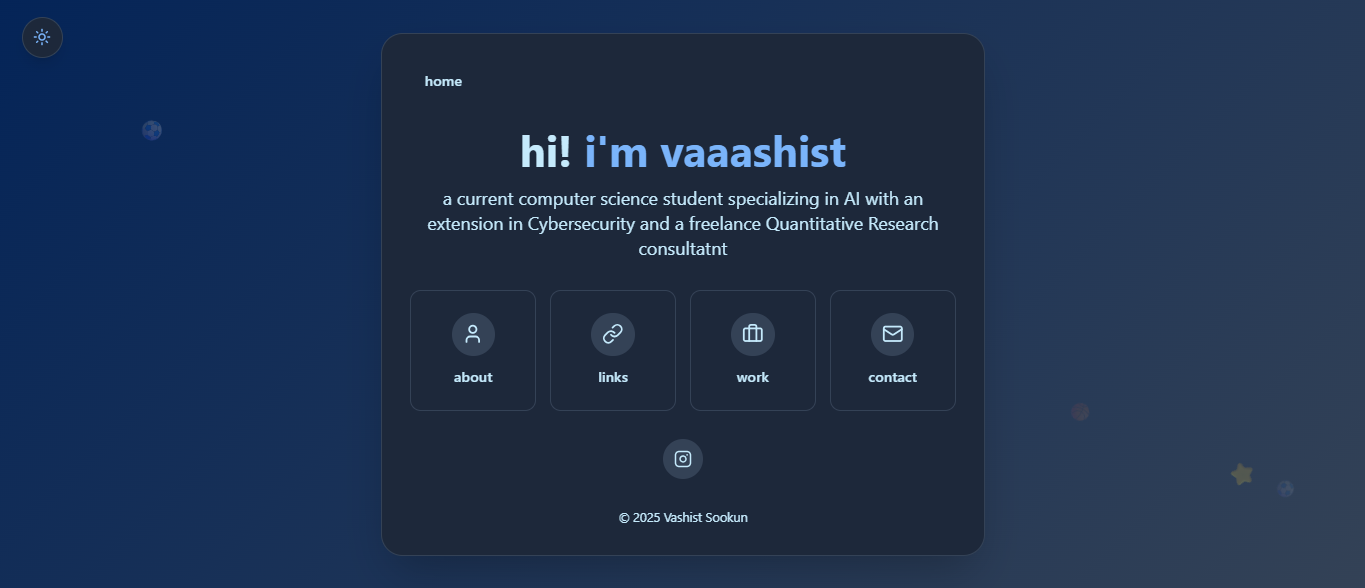 home
hi! i'm vaaashist
a current computer science student specializing in AI with an
extension in Cybersecurity and a freelance Quantitative Research
consultatnt
about
links
work
contact
© 2025 Vashist Sookun